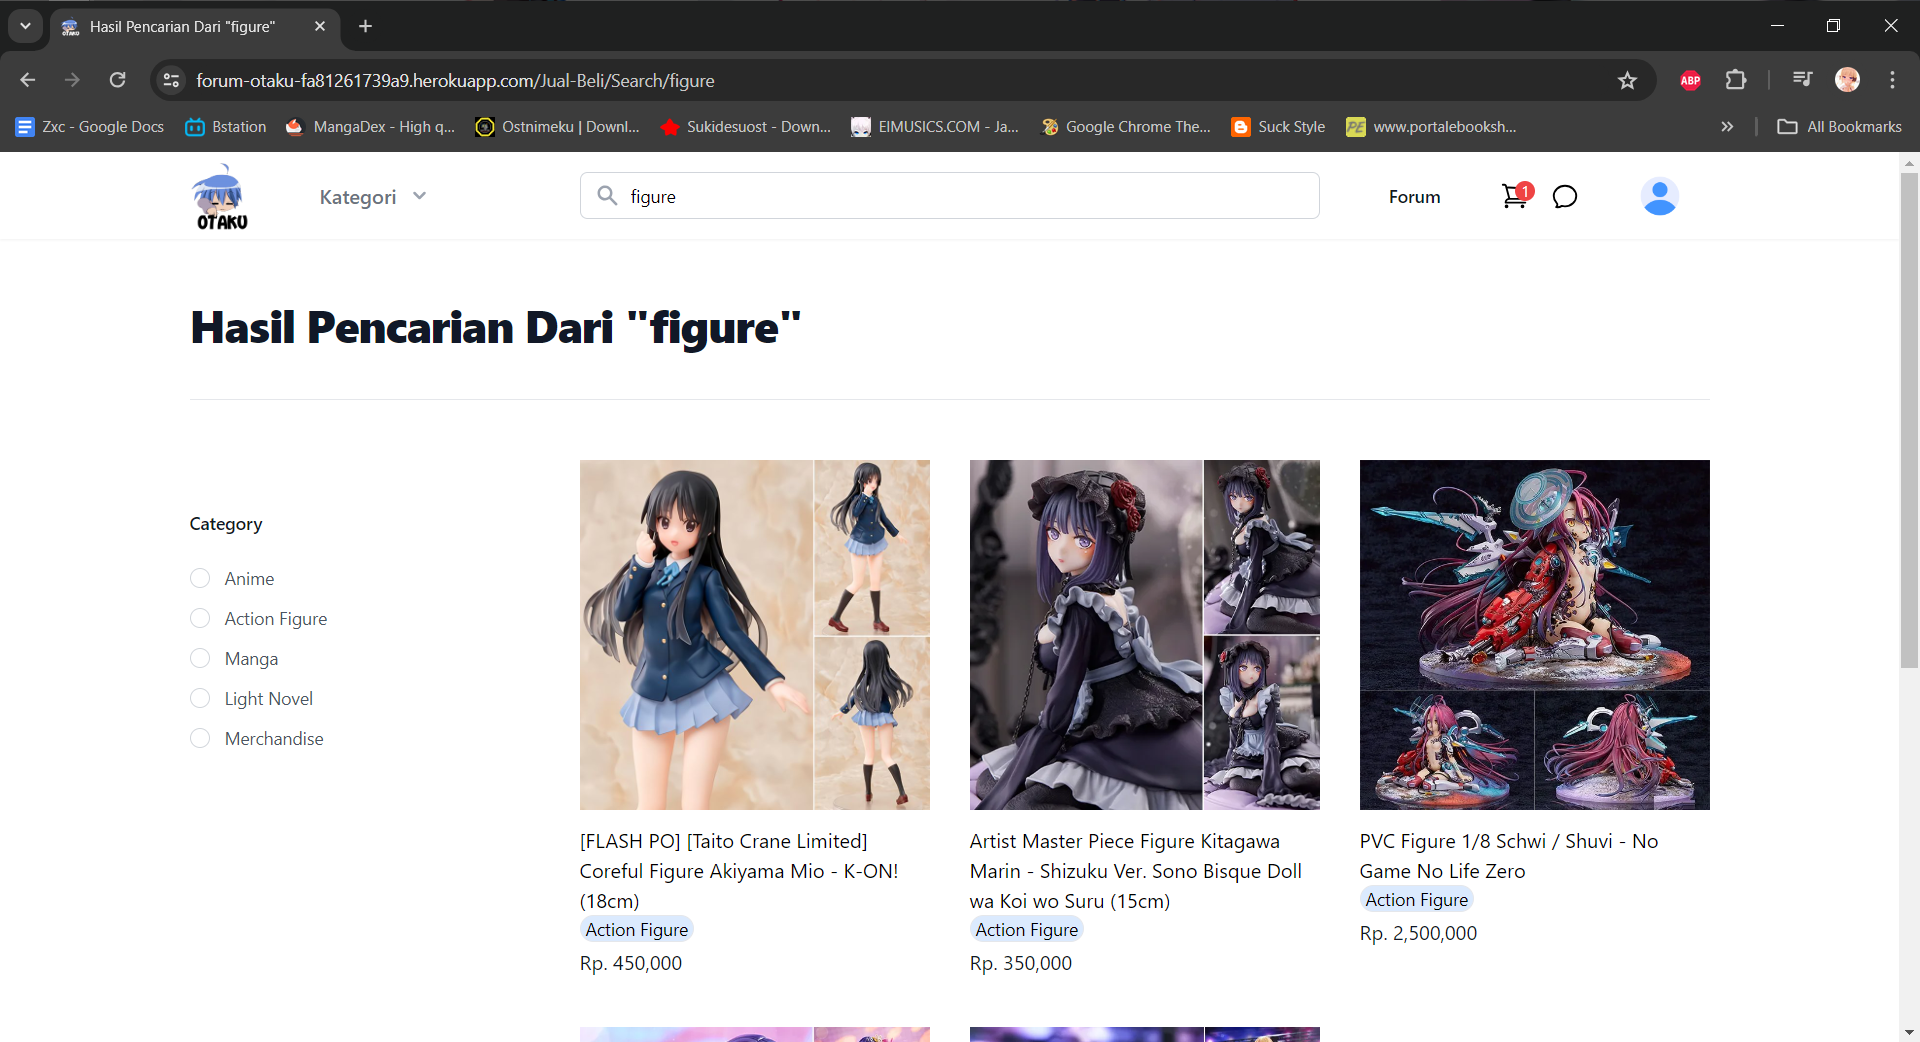 Hasil Pencarian Dari "figure"
forum-otaku-fa81261739a9.herokuapp.com/Jual-Beli/Search/figure
ABP
Zxc - Google Docs
Bstation
MangaDex - High q...
Ostnimeku | Downl...
Sukidesuost - Down...
EIMUSICS.COM - Ja...
Google Chrome The...
Suck Style
PE
www.portalebooksh...
All Bookmarks
OTAKU
Kategori
figure
Forum
1
Hasil Pencarian Dari "figure"
Category
Anime
Action Figure
Manga
Light Novel
Merchandise
[FLASH PO] [Taito Crane Limited]
Coreful Figure Akiyama Mio - K-ON!
(18cm)
Action Figure
Rp. 450,000
Artist Master Piece Figure Kitagawa
Marin - Shizuku Ver. Sono Bisque Doll
wa Koi wo Suru (15cm)
Action Figure
Rp. 350,000
PVC Figure 1/8 Schwi / Shuvi - No
Game No Life Zero
Action Figure
Rp. 2,500,000